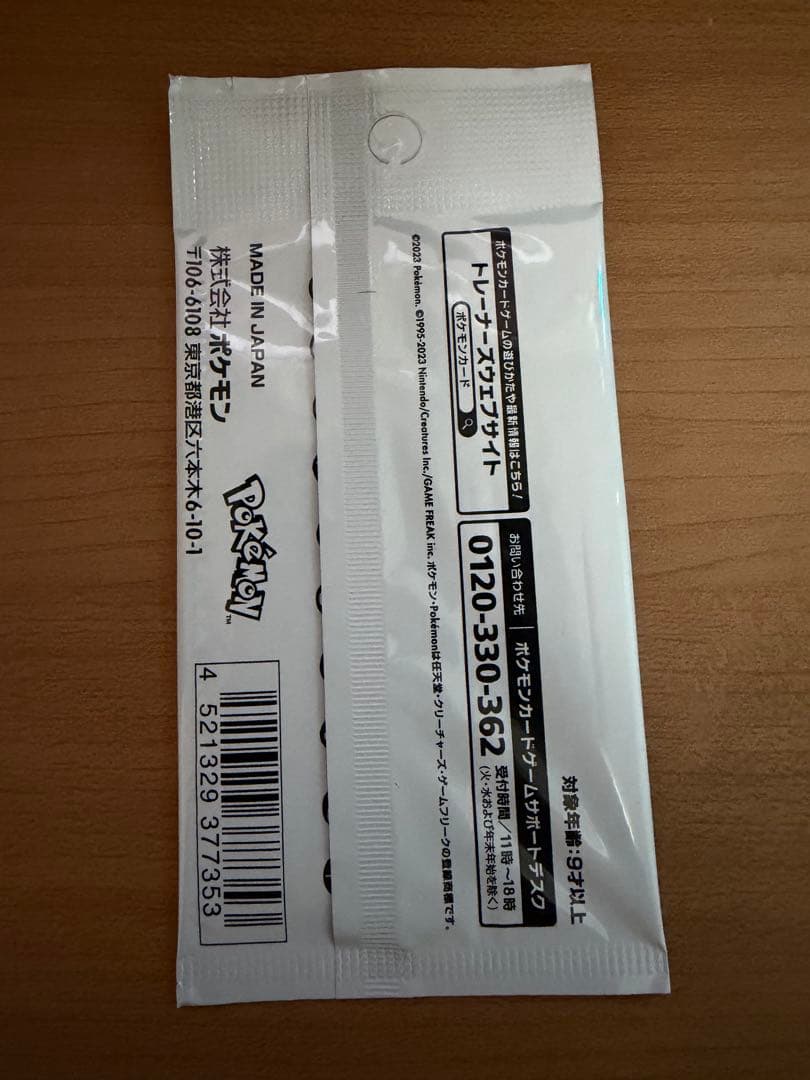 対象年齢:9才以上
ポケモンカードゲームの遊びかたや最新情報はこちら!
トレーナーズウェブサイト
ポケモンカード
お問い合わせ先 ポケモンカードゲームサポートデスク
0120-330-362
受付時間/11時~18時
(火・水および年末年始を除く)
©2023 Pokémon. ©1995-2023 Nintendo/Creatures Inc./GAME FREAK inc. ポケモン・Pokémonは任天堂・クリーチャーズ・ゲームフリークの登録商標です。
MADE IN JAPAN
株式会社ポケモン
〒106-6108 東京都港区六本木6-10-1
POKéMON™
4 521329 377353